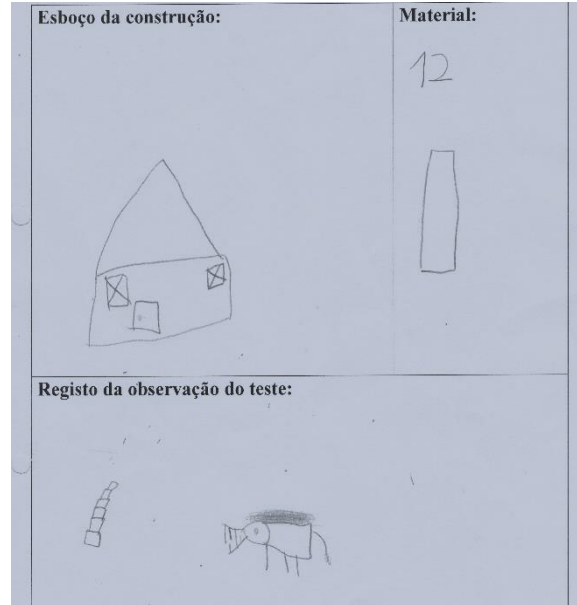 Esboço da construção:
Material:
12
Registo da observação do teste: